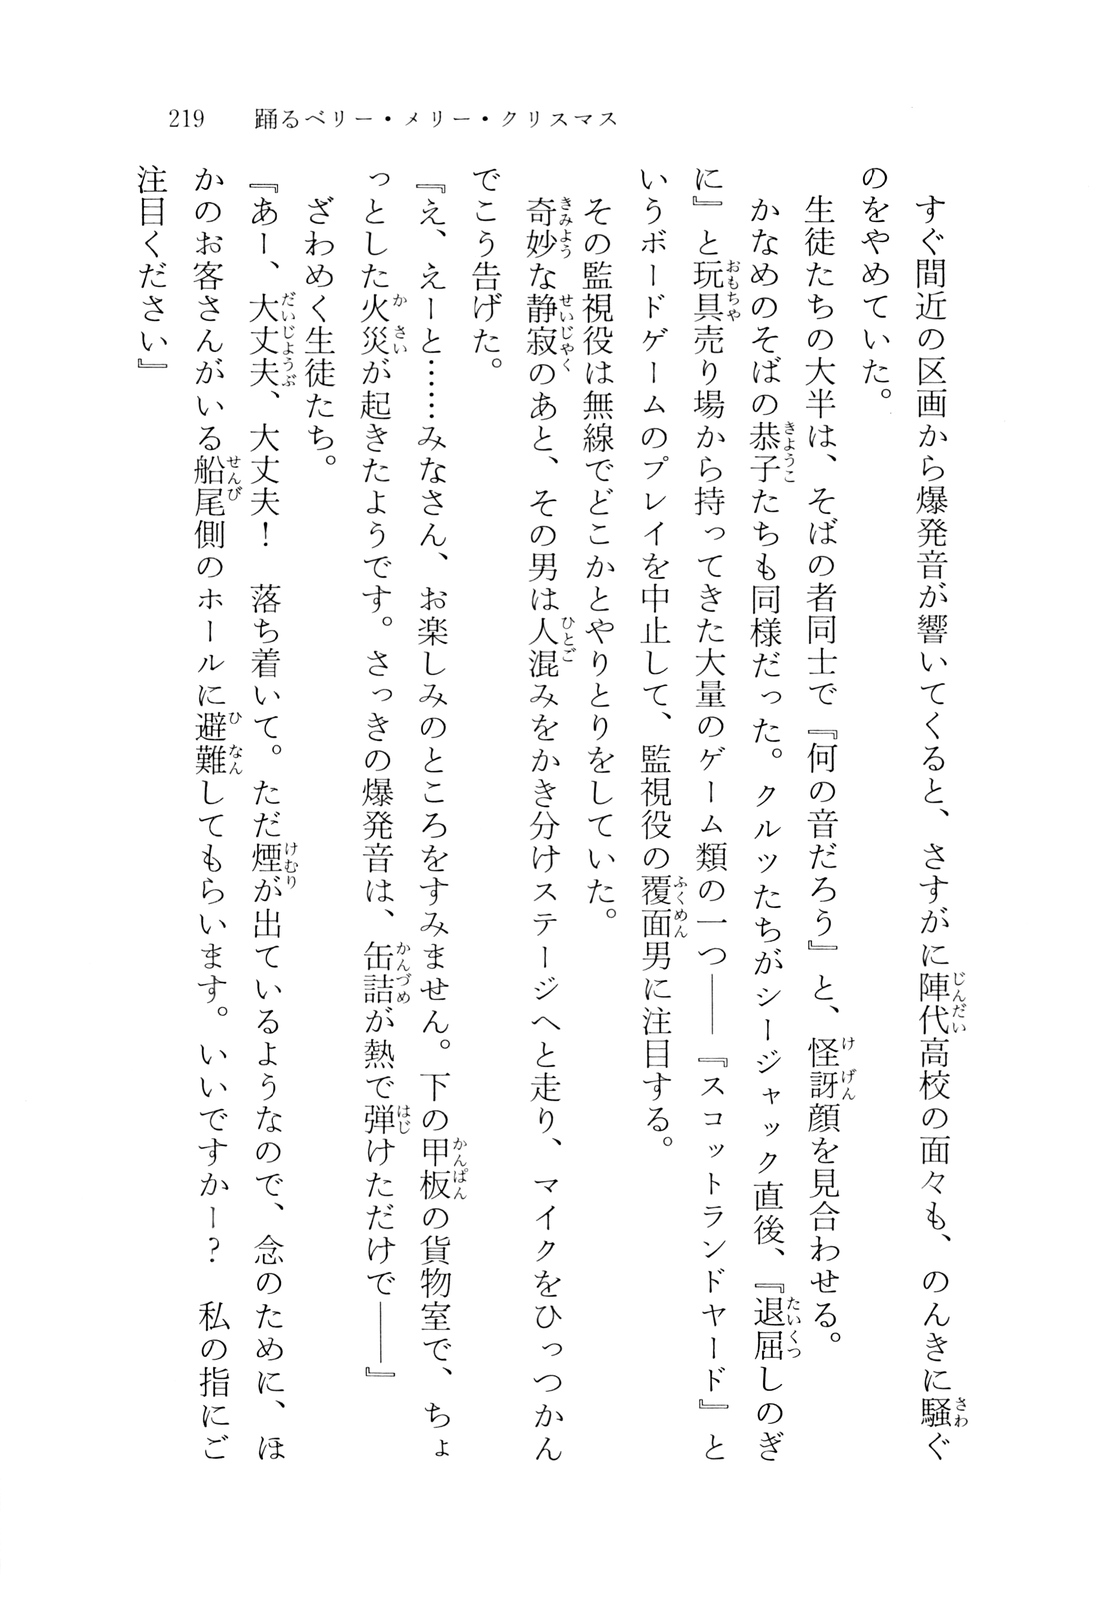 219　踊るベリー・メリー・クリスマス
　すぐ間近の区画から爆発音が響いてくると、さすがに陣代高校の面々も、のんきに騒ぐ
のをやめていた。
　生徒たちの大半は、そばの者同士で『何の音だろう』と、怪訝顔を見合わせる。
　かなめのそばの恭子たちも同様だった。クルツたちがシージャック直後、『退屈しのぎ
に』と玩具売り場から持ってきた大量のゲーム類の一つ――『スコットランドヤード』と
いうボードゲームのプレイを中止して、監視役の覆面男に注目する。
　その監視役は無線でどこかとやりとりをしていた。
　奇妙な静寂のあと、その男は人混みをかき分けステージへと走り、マイクをひっつかん
でこう告げた。
『え、えーと……みなさん、お楽しみのところをすみません。下の甲板の貨物室で、ちょ
っとした火災が起きたようです。さっきの爆発音は、缶詰が熱で弾けただけで――』
　ざわめく生徒たち。
『あー、大丈夫、大丈夫！　落ち着いて。ただ煙が出ているようなので、念のために、ほ
かのお客さんがいる船尾側のホールに避難してもらいます。いいですかー？　私の指にご
注目ください』